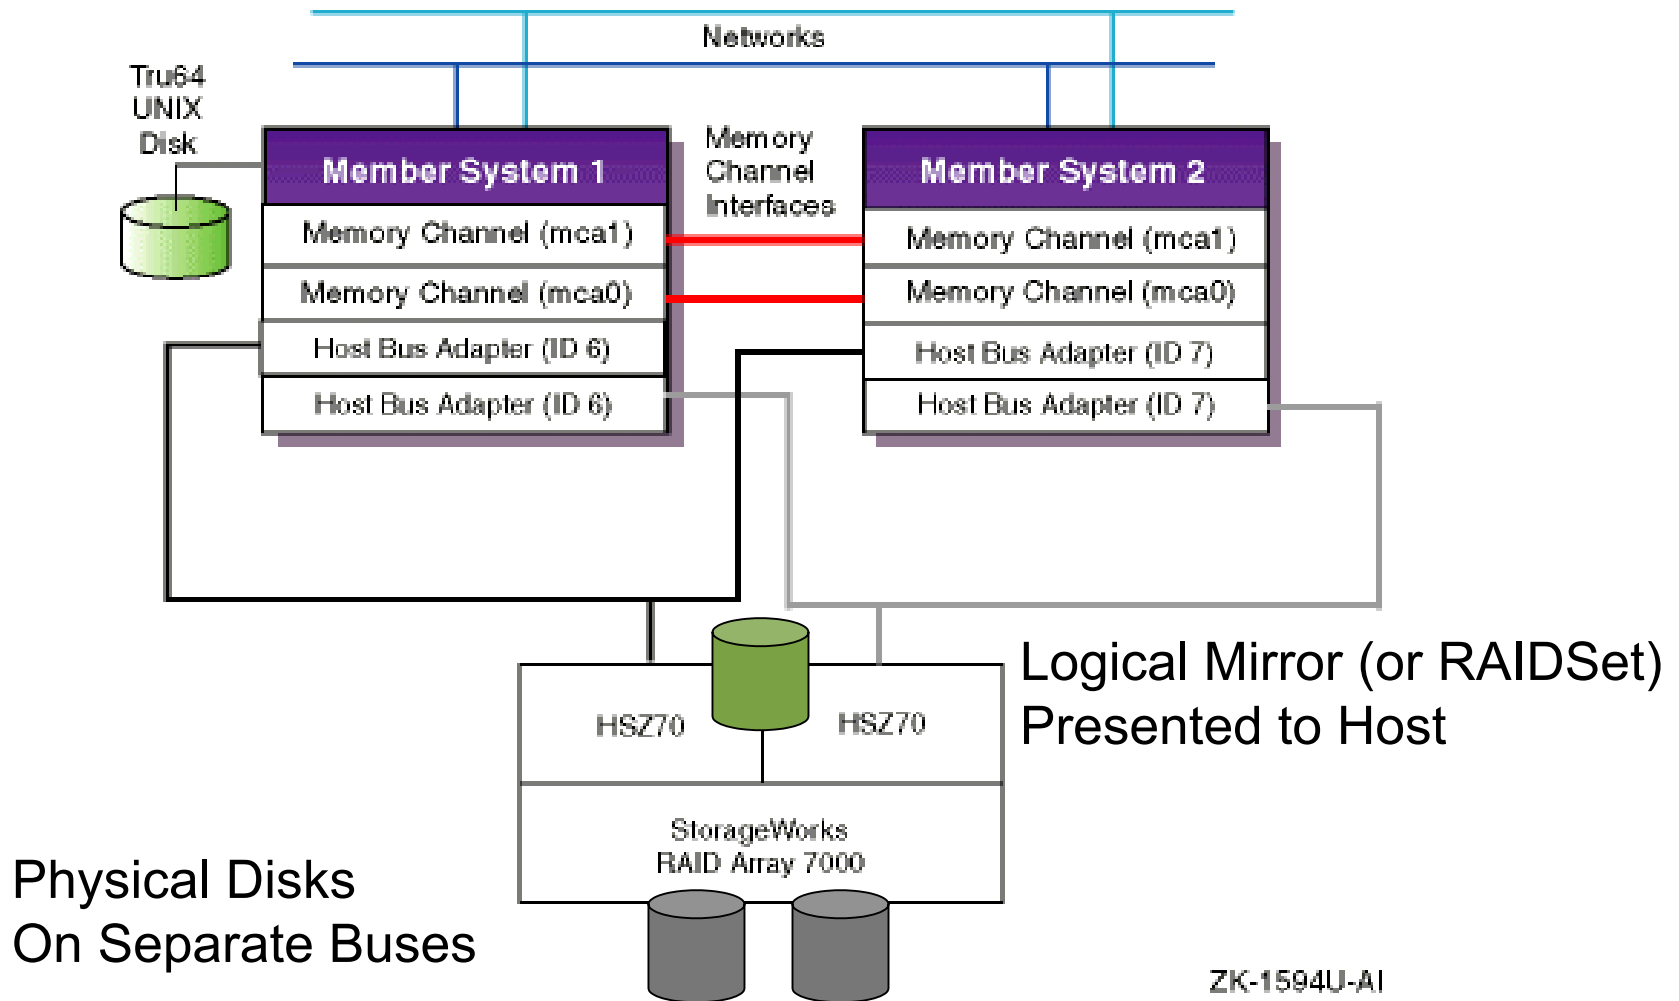 Networks
Tru64
UNIX
Disk
Member System 1
Memory
Channel
Interfaces
Member System 2
Memory Channel (mca1)
Memory Channel (mca1)
Memory Channel (mca0)
Memory Channel (mca0)
Host Bus Adapter (ID 6)
Host Bus Adapter (ID 7)
Host Bus Adapter (ID 6)
Host Bus Adapter (ID 7)
Logical Mirror (or RAIDSet)
Presented to Host
HSZ70
HSZ70
StorageWorks
RAID Array 7000
Physical Disks
On Separate Buses
ZK-1594U-AI